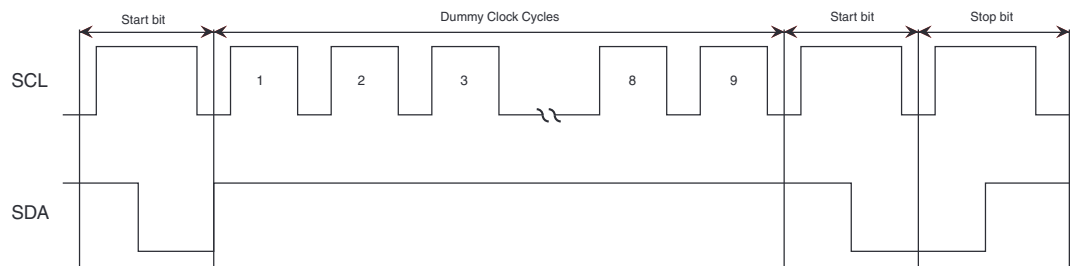 Start bit
Dummy Clock Cycles
Start bit
Stop bit
SCL
1
2
3
8
9
SDA